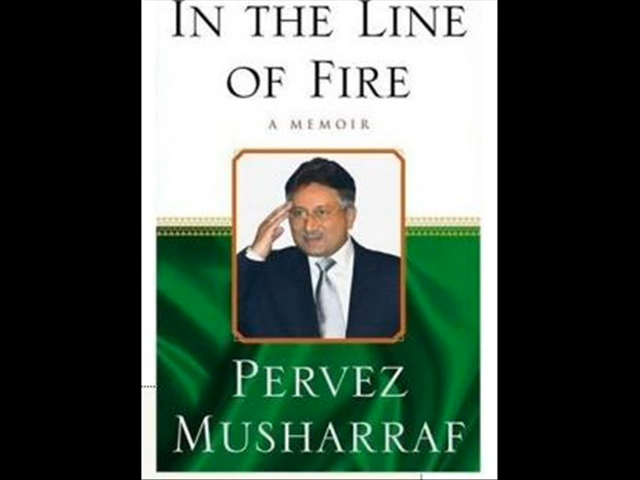 IN THE LINE
OF FIRE
A MEMOIR
PERVEZ
MUSHARRAF